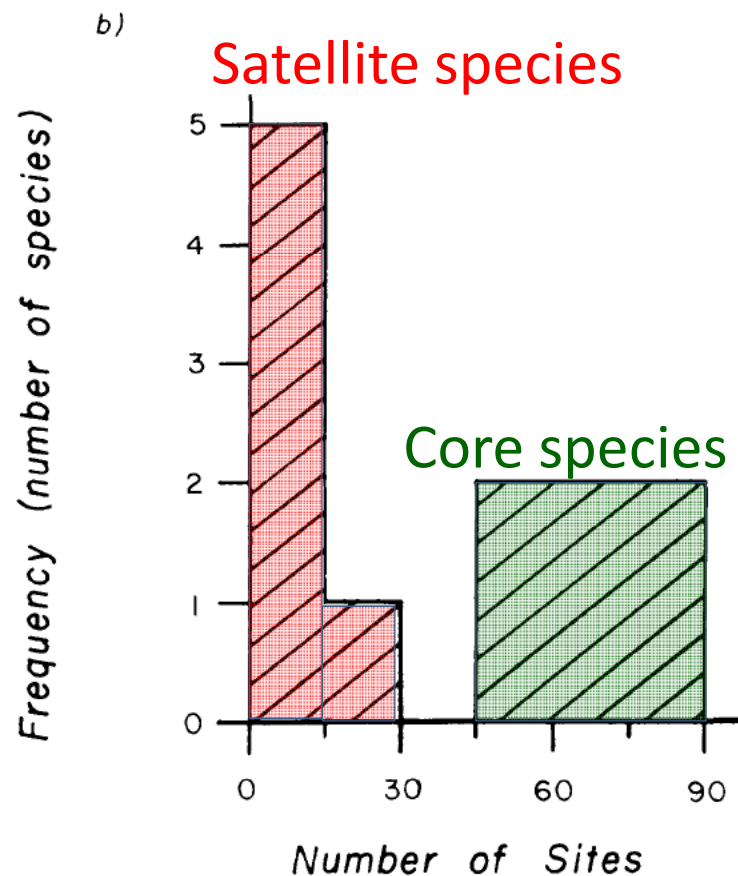 b)
Satellite species
Core species
Frequency (number of species)
5
4
3
2
1
0
0 30 60 90
Number of Sites